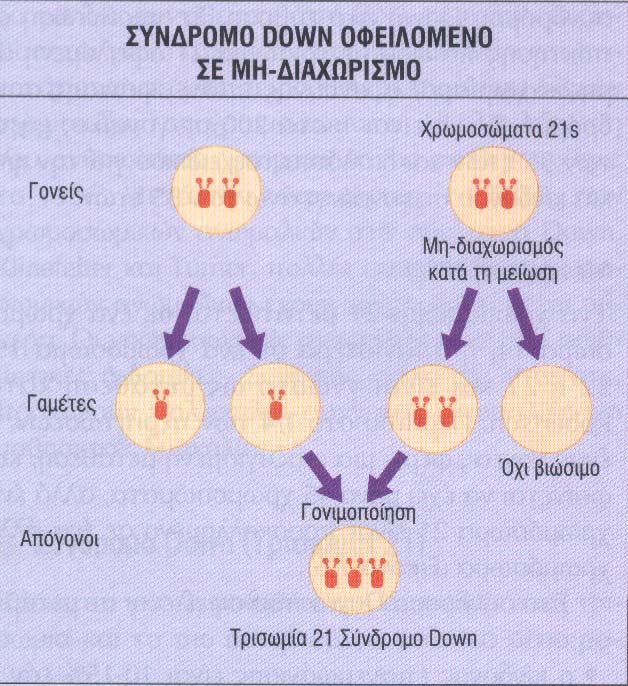 ΣΥΝΔΡΟΜΟ DOWN ΟΦΕΙΛΟΜΕΝΟ
ΣΕ ΜΗ-ΔΙΑΧΩΡΙΣΜΟ
Χρωμοσώματα 21s
Γονείς
Μη-διαχωρισμός
κατά τη μείωση
Γαμέτες
Όχι βιώσιμο
Γονιμοποίηση
Απόγονοι
Τρισωμία 21 Σύνδρομο Down